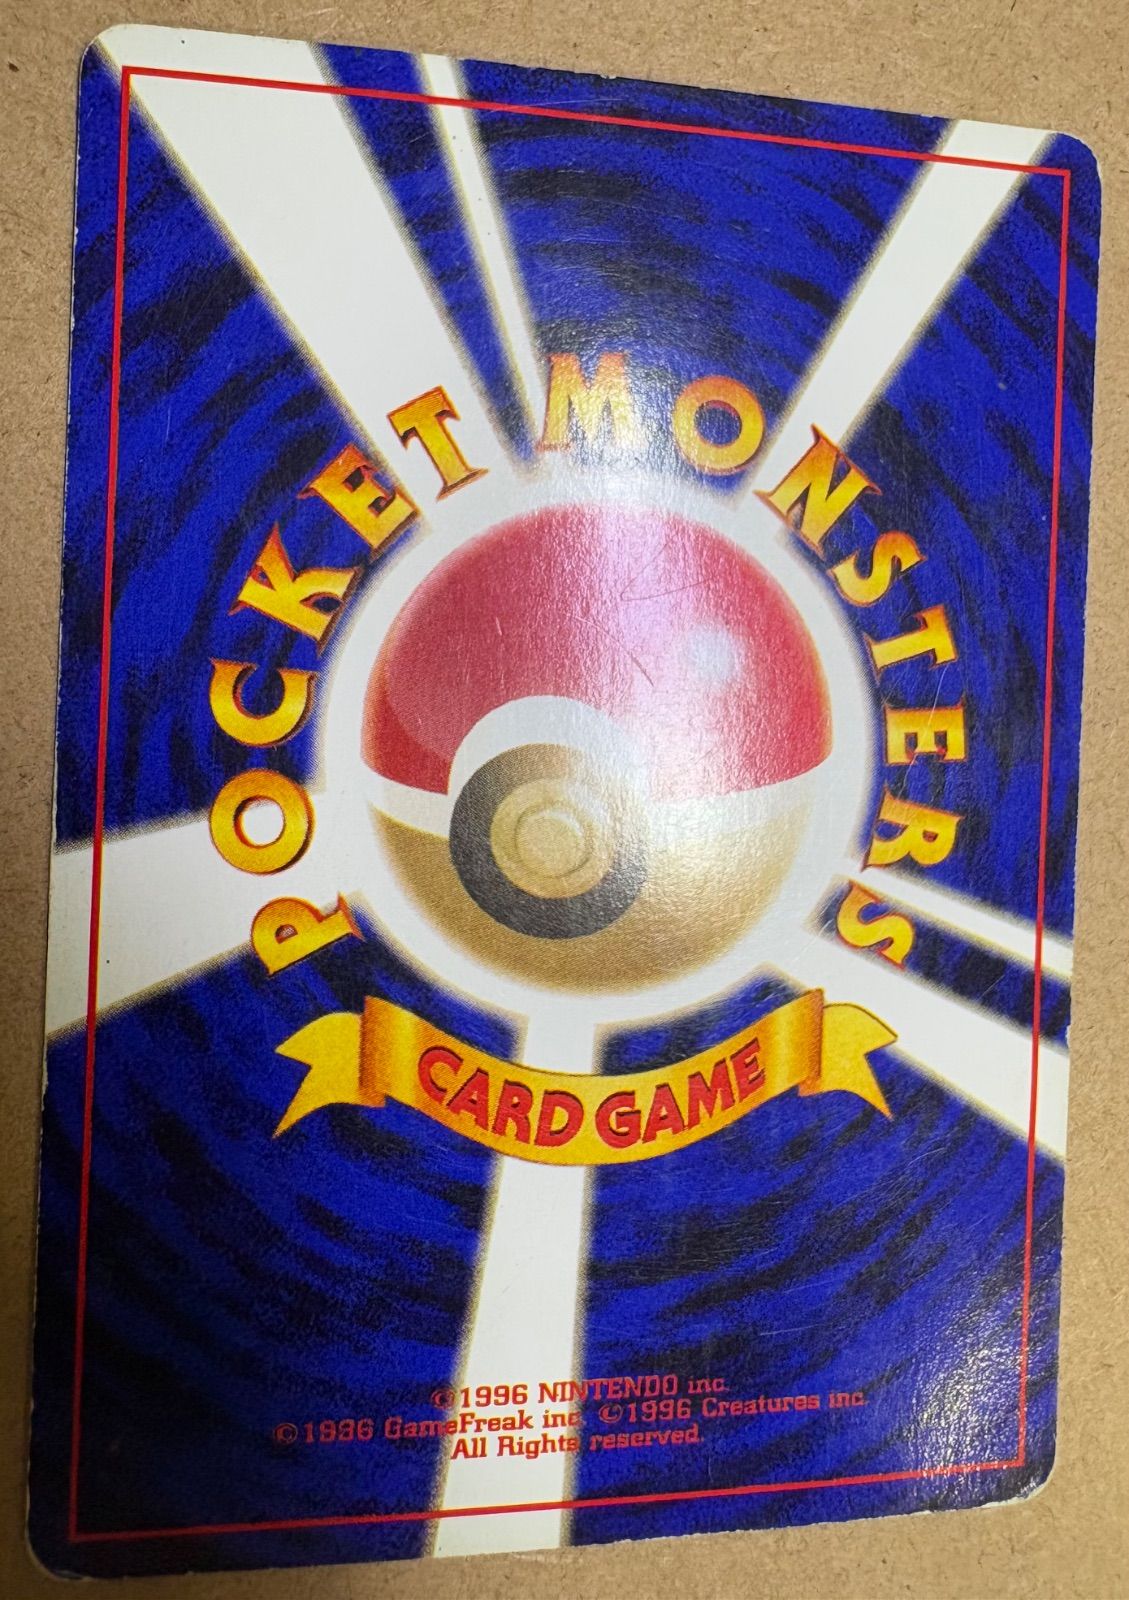 POCKET MONSTERS
CARD GAME
©1996 NINTENDO inc.
©1996 GameFreak inc. ©1996 Creatures inc.
All Rights reserved.